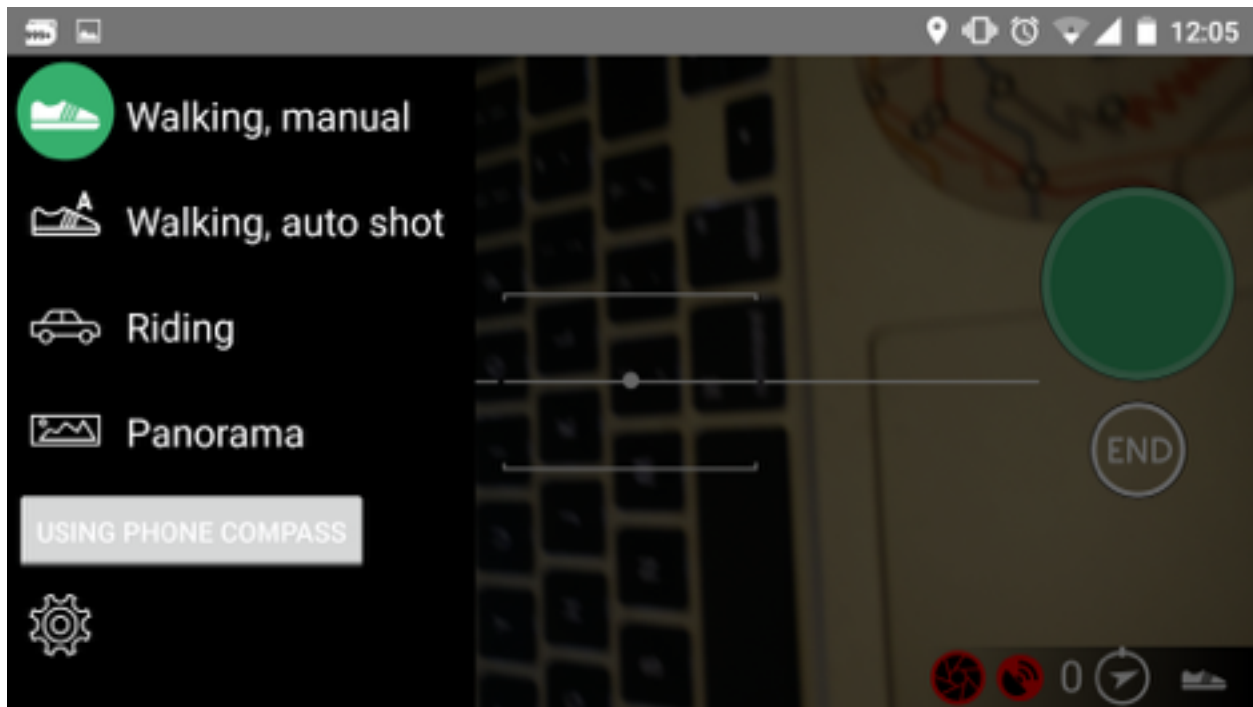 12:05
Walking, manual
A
Walking, auto shot
Riding
Panorama
USING PHONE COMPASS
END
0